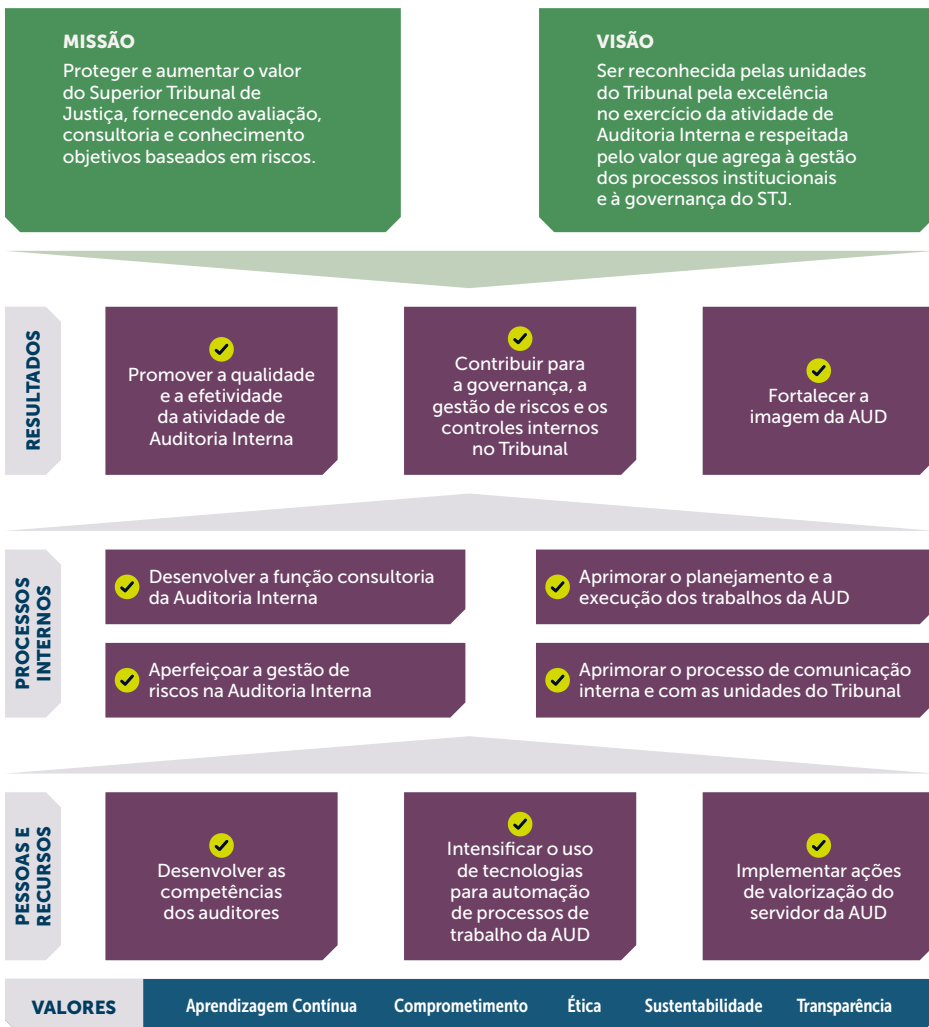 MISSÃO
Proteger e aumentar o valor
do Superior Tribunal de
Justiça, fornecendo avaliação,
consultoria e conhecimento
objetivos baseados em riscos.
VISÃO
Ser reconhecida pelas unidades
do Tribunal pela excelência
no exercício da atividade de
Auditoria Interna e respeitada
pelo valor que agrega à gestão
dos processos institucionais
e à governança do STJ.
RESULTADOS
Promover a qualidade
e a efetividade
da atividade de
Auditoria Interna
Contribuir para
a governança, a
gestão de riscos e os
controles internos
no Tribunal
Fortalecer a
imagem da AUD
PROCESSOS
INTERNOS
Desenvolver a função consultoria
da Auditoria Interna
Aprimorar o planejamento e a
execução dos trabalhos da AUD
Aperfeiçoar a gestão de
riscos na Auditoria Interna
Aprimorar o processo de comunicação
interna e com as unidades do Tribunal
PESSOAS E
RECURSOS
Desenvolver as
competências
dos auditores
Intensificar o uso
de tecnologias
para automação
de processos de
trabalho da AUD
Implementar ações
de valorização do
servidor da AUD
VALORES
Aprendizagem Contínua
Comprometimento
Ética
Sustentabilidade
Transparência